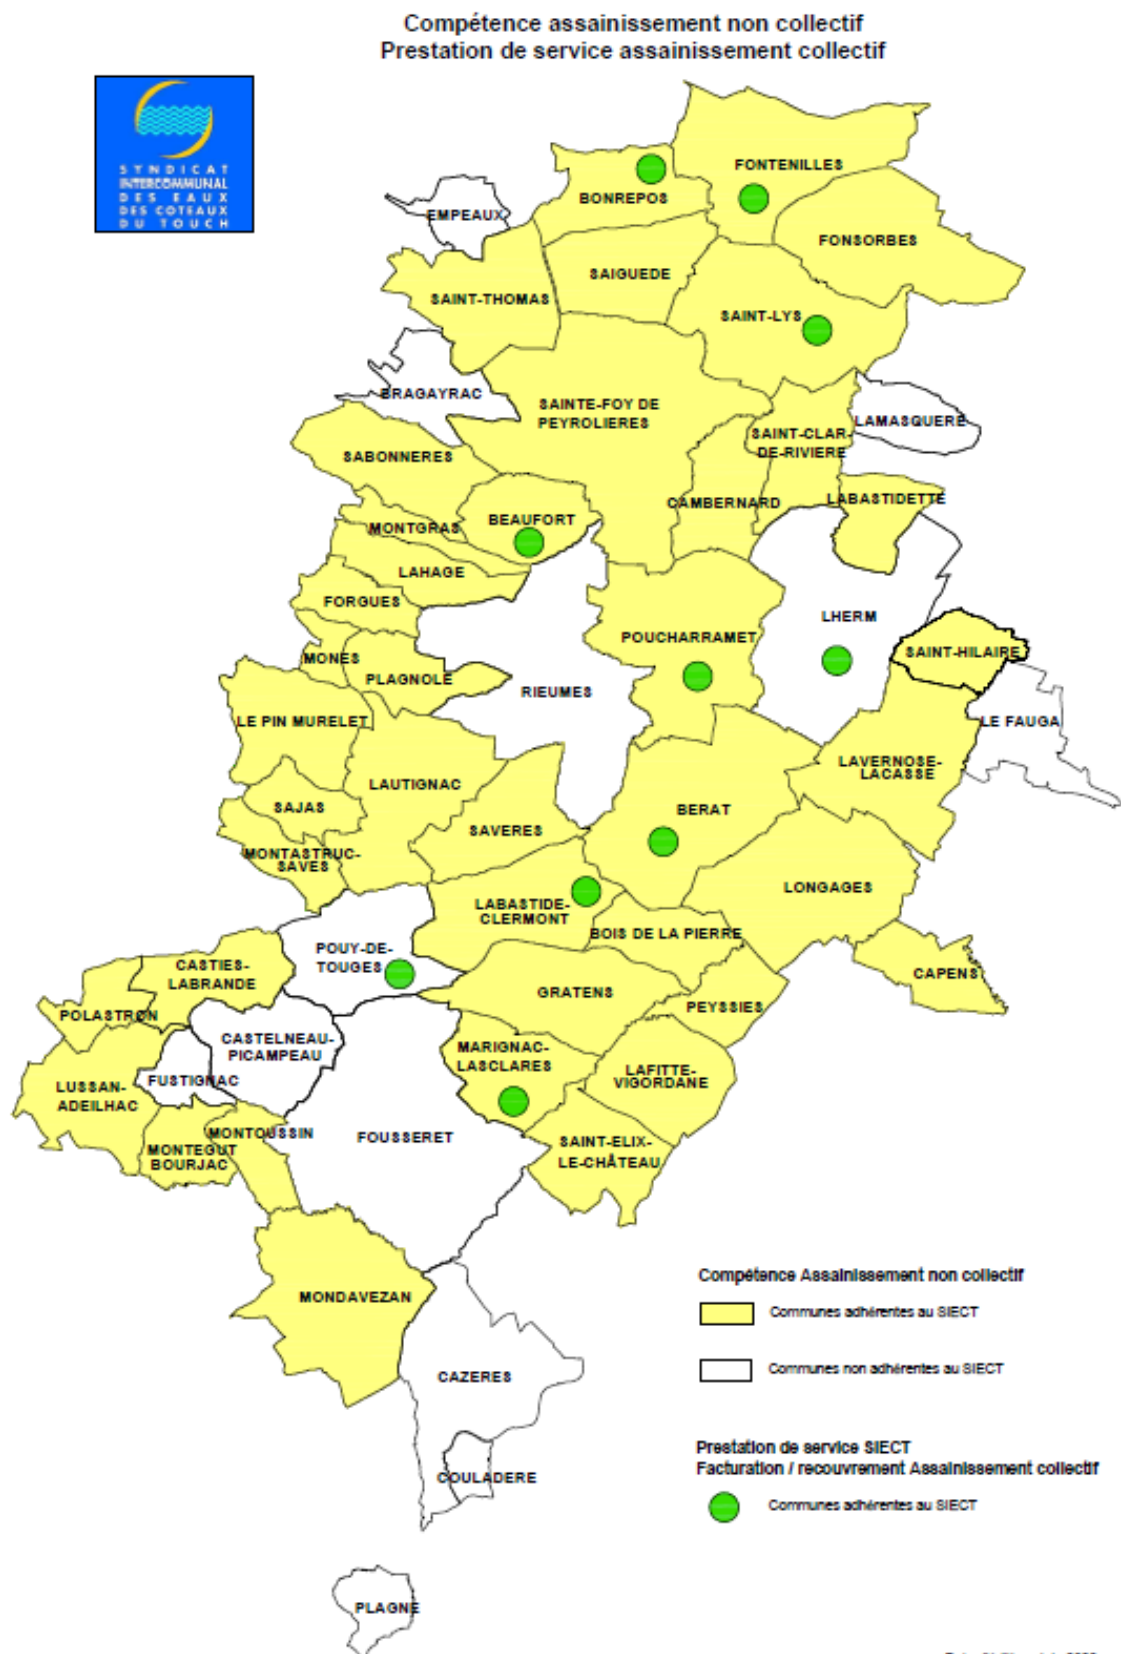 Compétence assainissement non collectif
Prestation de service assainissement collectif
SYNDICAT
INTERCOMMUNAL
DES EAUX
DES COTEAUX
DU TOUCH
FONTENILLES
BONREPOS
EMPEAUX
FONSORBES
SAIGUEDE
SAINT-THOMAS
SAINT-LYS
BRAGAYRAC
SAINTE-FOY DE
PEYROLIERES
LAMASQUERE
SAINT-CLAR-
DE-RIVIERE
SABONNERES
CAMBERNARD
LABASTIDETTE
BEAUFORT
MONTGRAS
LAHAGE
FORGUES
LHERM
POUCHARRAMET
SAINT-HILAIRE
MONES
PLAGNOLE
RIEUMES
LE PIN MURELET
LE FAUGA
LAVERNOSE-
LACASSE
LAUTIGNAC
SAJAS
BERAT
SAVERES
MONTASTRUC-
SAVES
LONGAGES
LABASTIDE-
CLERMONT
BOIS DE LA PIERRE
POUY-DE-
TOUGES
CASTIES-
LABRANDE
CAPENS
GRATENS
PEYSSIES
POLASTRON
CASTELNEAU-
PICAMPEAU
MARIGNAC-
LASCLARES
LAFITTE-
VIGORDANE
FUSTIGNAC
LUSSAN-
ADEILHAC
MONTOUSSIN
FOUSSERET
MONTEGUT
BOURJAC
SAINT-ELIX-
LE-CHÂTEAU
MONDAVEZAN
Compétence Assainissement non collectif
Communes adhérentes au SIECT
Communes non adhérentes au SIECT
CAZERES
Prestation de service SIECT
Facturation / recouvrement Assainissement collectif
COULADERE
Communes adhérentes au SIECT
PLAGNE